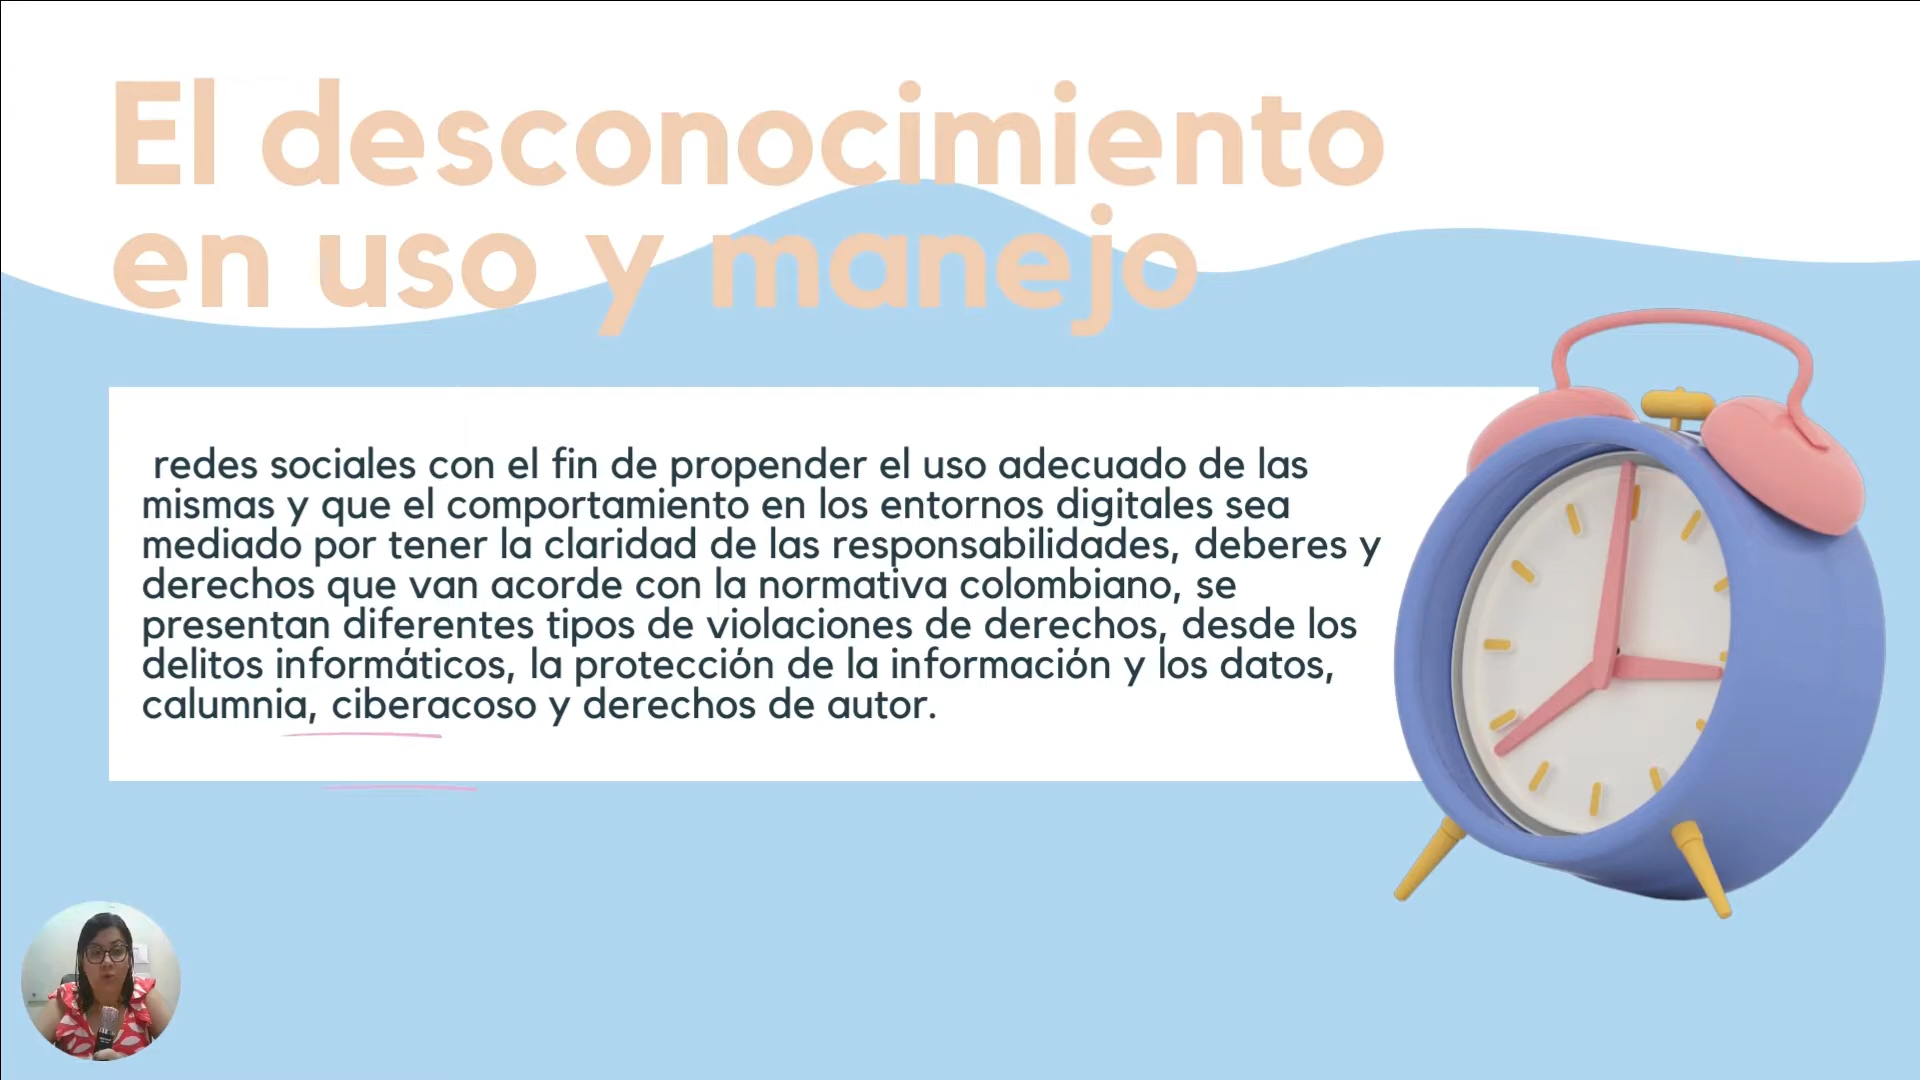 El desconocimiento
en uso y manejo
redes sociales con el fin de propender el uso adecuado de las
mismas y que el comportamiento en los entornos digitales sea
mediado por tener la claridad de las responsabilidades, deberes y
derechos que van acorde con la normativa colombiano, se
presentan diferentes tipos de violaciones de derechos, desde los
delitos informáticos, la protección de la información y los datos,
calumnia, ciberacoso y derechos de autor.